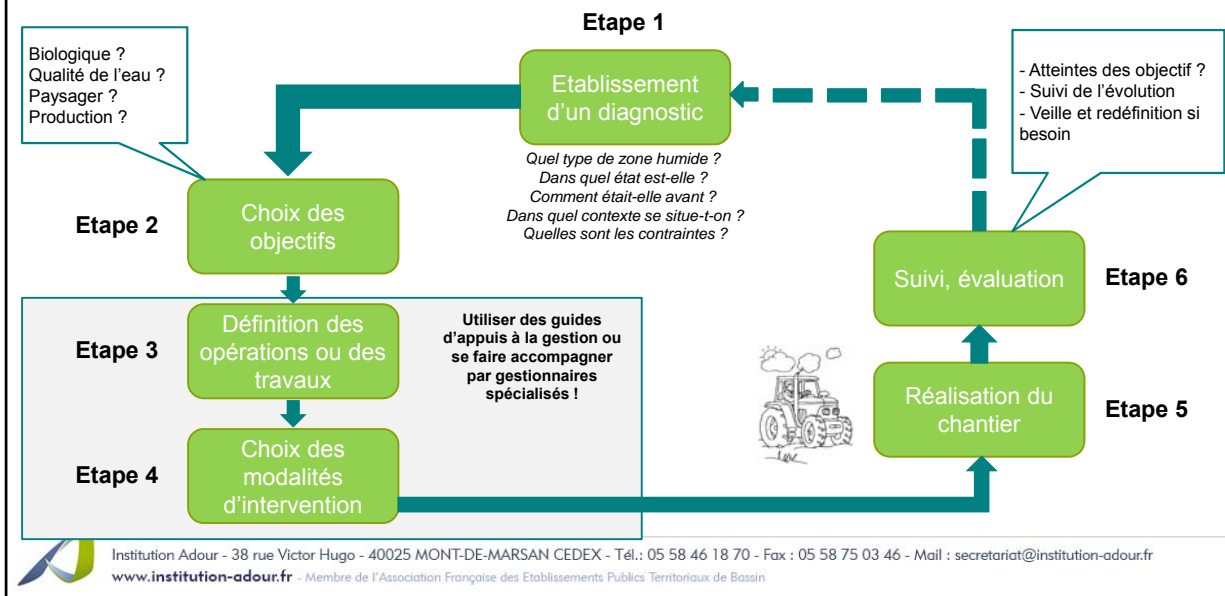 Etape 1
Etablissement
d'un diagnostic
Quel type de zone humide ?
Dans quel état est-elle ?
Comment était-elle avant ?
Dans quel contexte se situe-t-on ?
Quelles sont les contraintes ?
Biologique ?
Qualité de l'eau ?
Paysager ?
Production ?
Etape 2
Choix des
objectifs
Etape 3
Définition des
opérations ou des
travaux
Utiliser des guides
d'appuis à la gestion ou
se faire accompagner
par gestionnaires
spécialisés !
Etape 4
Choix des
modalités
d'intervention
Réalisation du
chantier
Etape 5
Suivi, évaluation
Etape 6
- Atteintes des objectif ?
- Suivi de l'évolution
- Veille et redéfinition si
besoin
Institution Adour - 38 rue Victor Hugo - 40025 MONT-DE-MARSAN CEDEX - Tél.: 05 58 46 18 70 - Fax : 05 58 75 03 46 - Mail : secretariat@institution-adour.fr
www.institution-adour.fr - Membre de l'Association Française des Etablissements Publics Territoriaux de Bassin